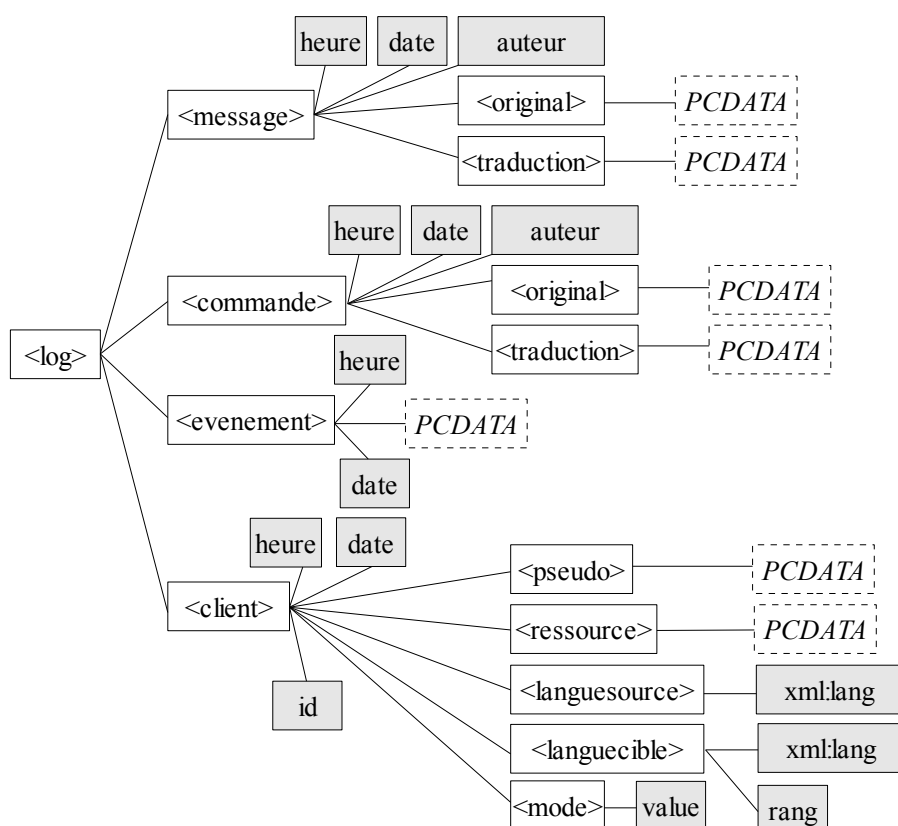 heure date auteur
<message> <original> PCDATA
<traduction> PCDATA
heure date auteur
<commande> <original> PCDATA
<log> <traduction> PCDATA
heure
<evenement> PCDATA
date
heure date
<pseudo> PCDATA
<client> <ressource> PCDATA
id <languesource> xml:lang
<languecible> xml:lang
<mode> value rang